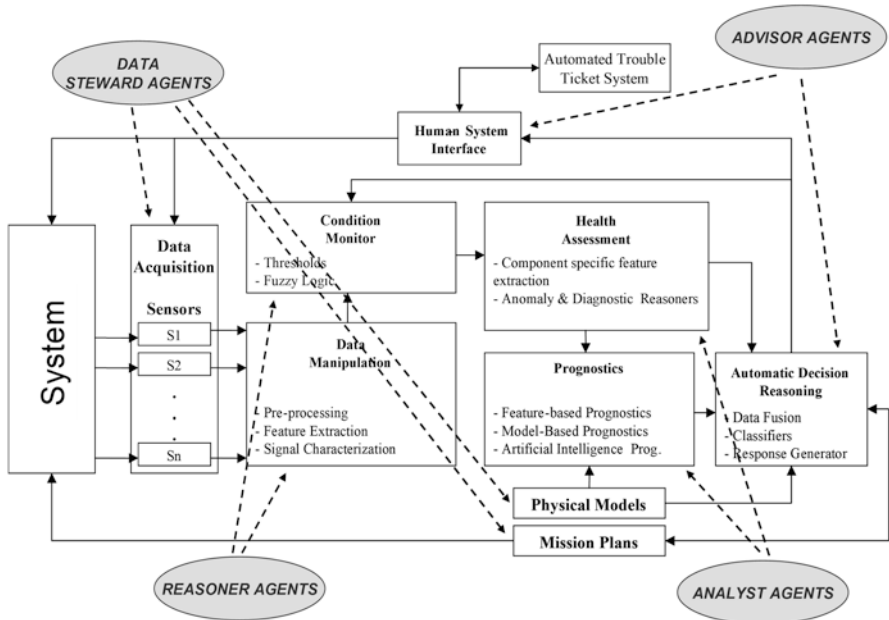 DATA
STEWARD AGENTS
ADVISOR AGENTS
Automated Trouble
Ticket System
Human System
Interface
System
Data
Acquisition
Sensors
S1
S2
.
.
.
Sn
Condition
Monitor
- Thresholds
- Fuzzy Logic
Data
Manipulation
- Pre-processing
- Feature Extraction
- Signal Characterization
Health
Assessment
- Component specific feature
extraction
- Anomaly & Diagnostic Reasoners
Prognostics
- Feature-based Prognostics
- Model-Based Prognostics
- Artificial Intelligence Prog.
Automatic Decision
Reasoning
- Data Fusion
- Classifiers
- Response Generator
Physical Models
Mission Plans
REASONER AGENTS
ANALYST AGENTS